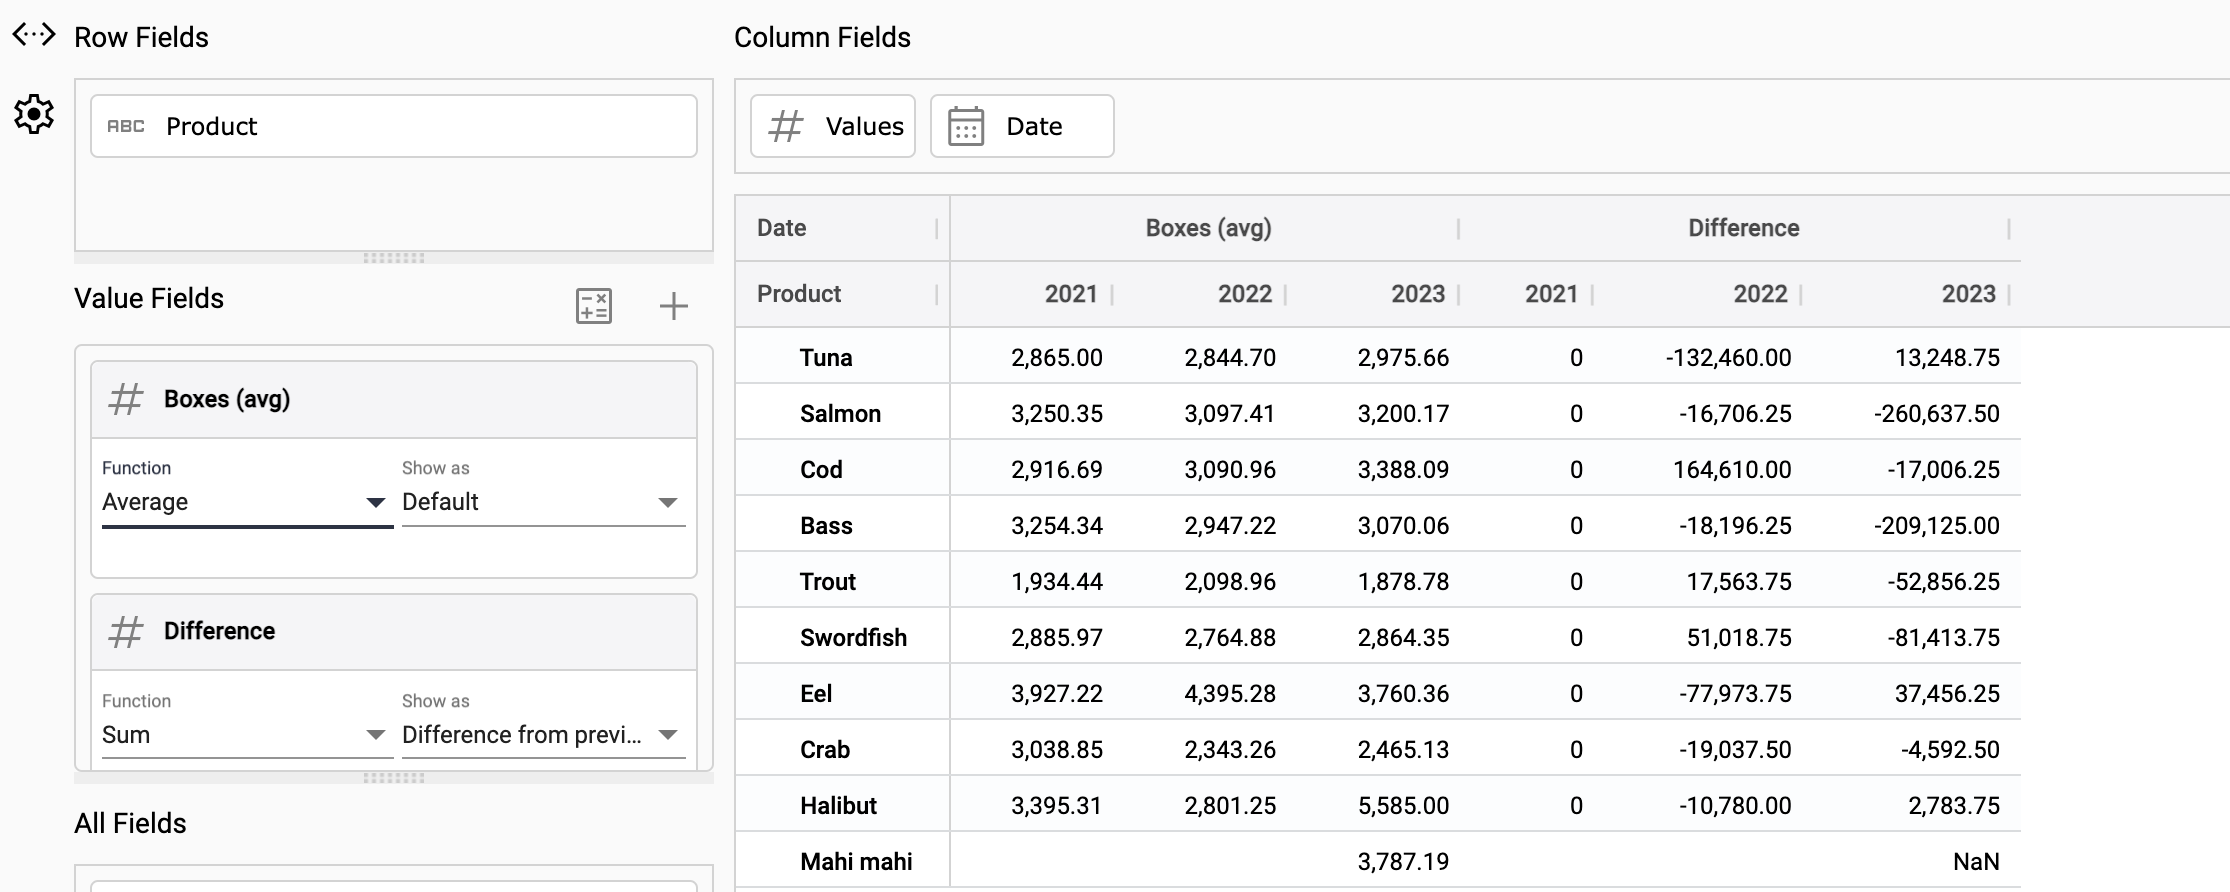 Row Fields
ABC Product
Value Fields
Boxes (avg)
Function Show as
Average Default
Difference
Function Show as
Sum Difference from previ...
All Fields
Column Fields
Values Date
Date Boxes (avg) Difference
Product 2021 2022 2023 2021 2022 2023
Tuna 2,865.00 2,844.70 2,975.66 0 -132,460.00 13,248.75
Salmon 3,250.35 3,097.41 3,200.17 0 -16,706.25 -260,637.50
Cod 2,916.69 3,090.96 3,388.09 0 164,610.00 -17,006.25
Bass 3,254.34 2,947.22 3,070.06 0 -18,196.25 -209,125.00
Trout 1,934.44 2,098.96 1,878.78 0 17,563.75 -52,856.25
Swordfish 2,885.97 2,764.88 2,864.35 0 51,018.75 -81,413.75
Eel 3,927.22 4,395.28 3,760.36 0 -77,973.75 37,456.25
Crab 3,038.85 2,343.26 2,465.13 0 -19,037.50 -4,592.50
Halibut 3,395.31 2,801.25 5,585.00 0 -10,780.00 2,783.75
Mahi mahi 3,787.19 NaN